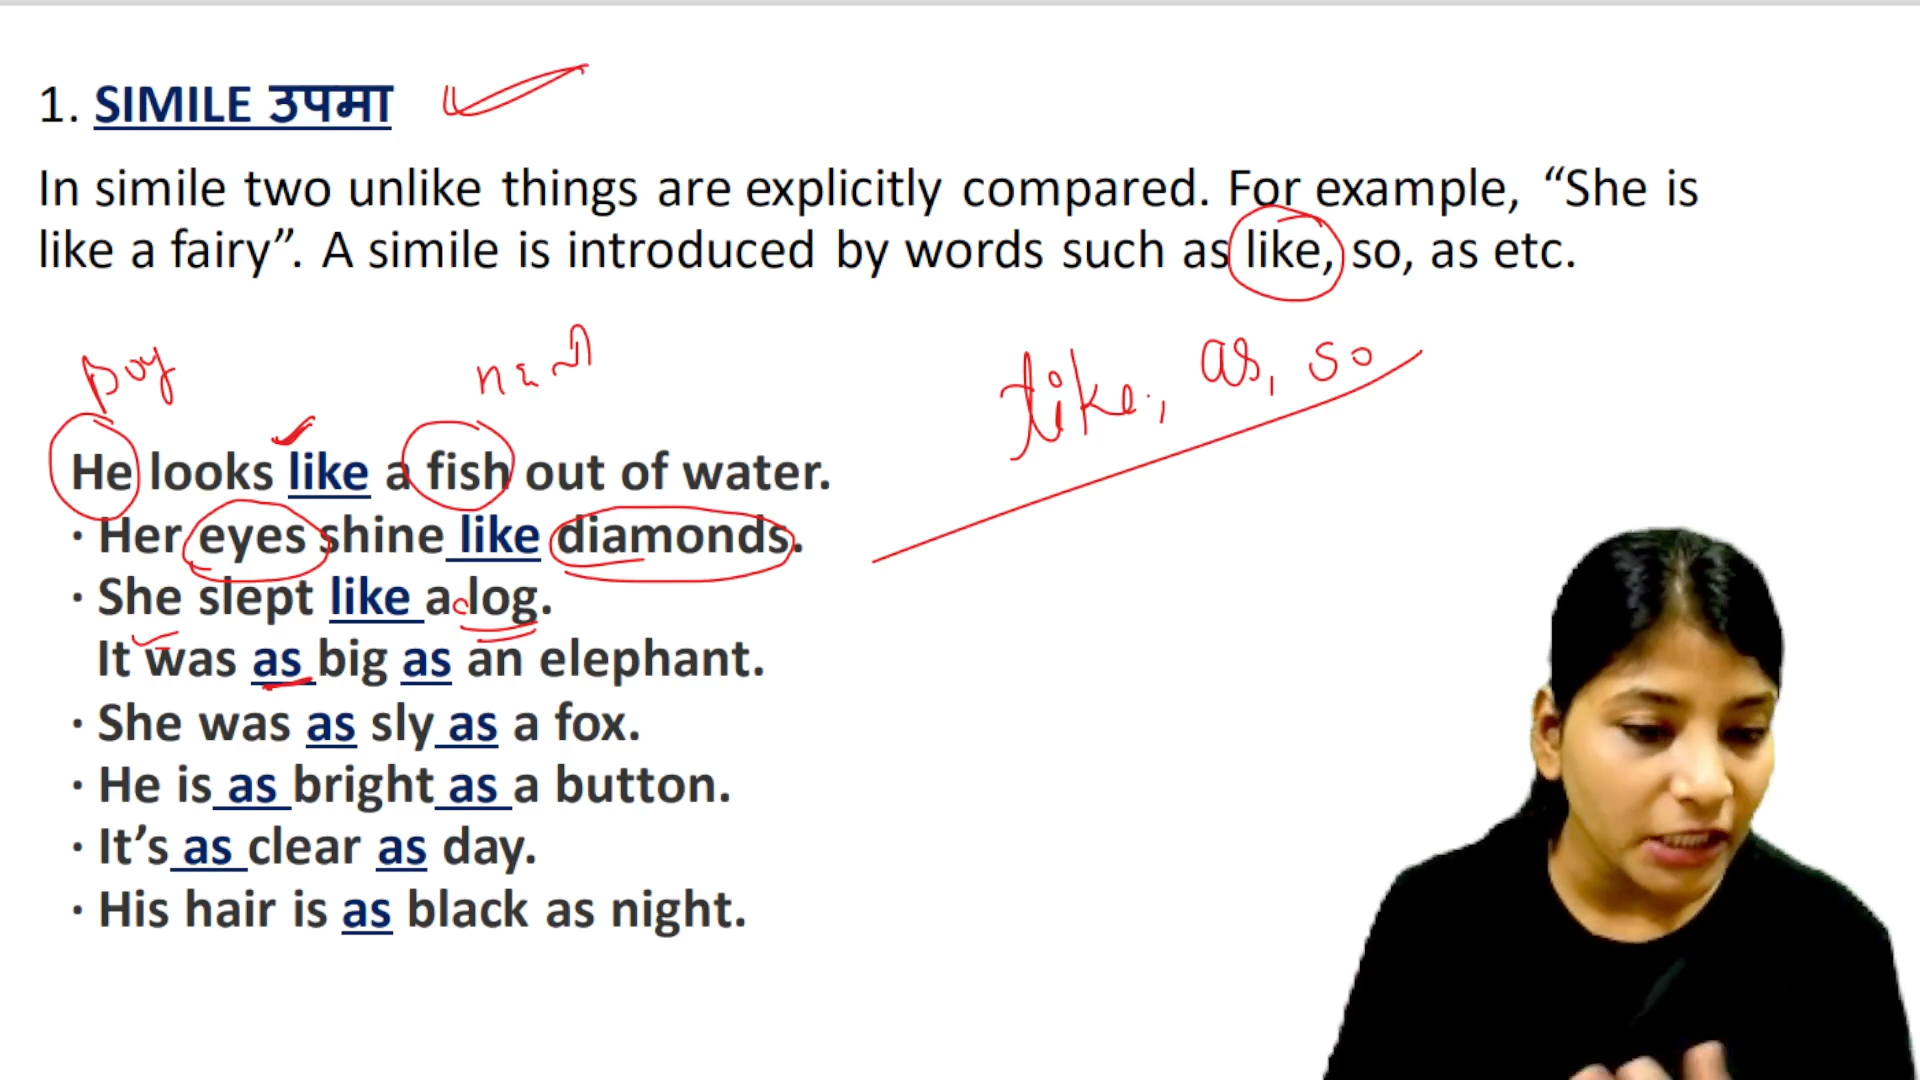 1. SIMILE उपमा
In simile two unlike things are explicitly compared. For example, “She is
like a fairy”. A simile is introduced by words such as like, so, as etc.
like, as, so
boy
He looks like a fish out of water.
· Her eyes shine like diamonds.
· She slept like a log.
It was as big as an elephant.
· She was as sly as a fox.
· He is as bright as a button.
· It’s as clear as day.
· His hair is as black as night.